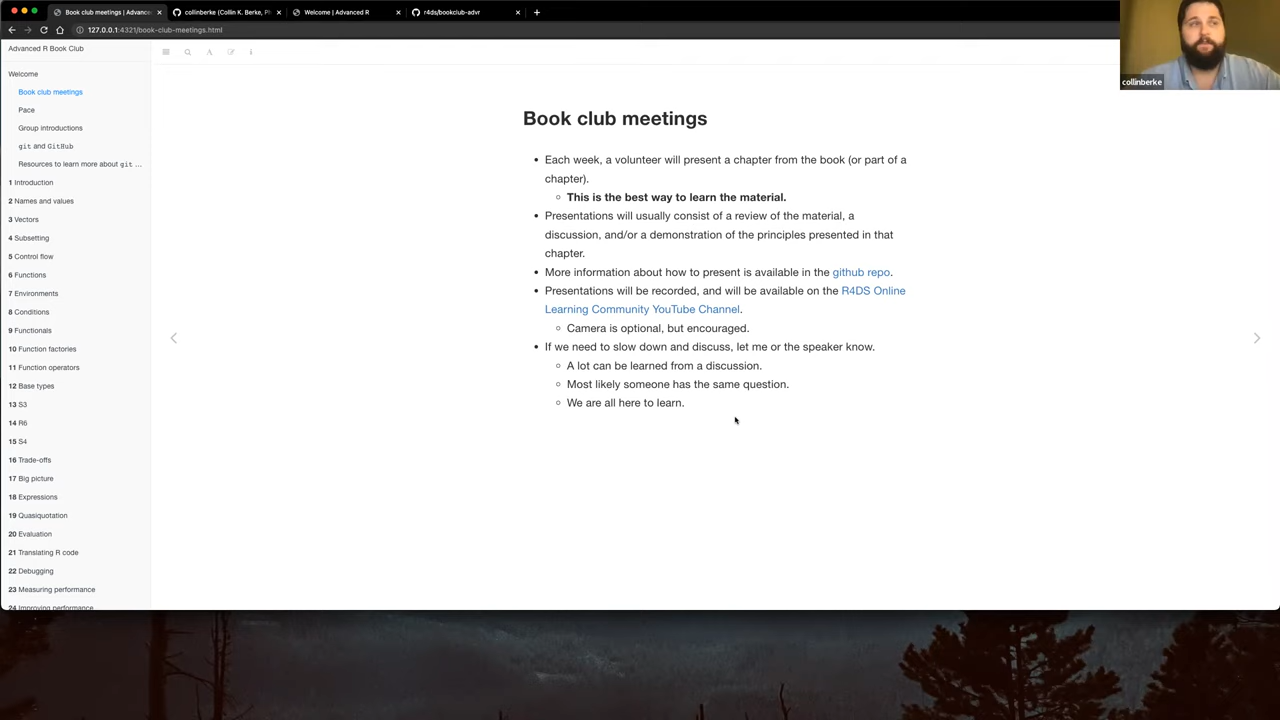 Book club meetings | Advance
collinberke (Collin K. Berke, Ph
Welcome | Advanced R
r4ds/bookclub-advr
127.0.0.1:4321/book-club-meetings.html
collinberke
Advanced R Book Club
Welcome
Book club meetings
Pace
Group introductions
git and GitHub
Resources to learn more about git ...
1 Introduction
2 Names and values
3 Vectors
4 Subsetting
5 Control flow
6 Functions
7 Environments
8 Conditions
9 Functionals
10 Function factories
11 Function operators
12 Base types
13 S3
14 R6
15 S4
16 Trade-offs
17 Big picture
18 Expressions
19 Quasiquotation
20 Evaluation
21 Translating R code
22 Debugging
23 Measuring performance
24 Improving performance
Book club meetings
• Each week, a volunteer will present a chapter from the book (or part of a
chapter).
◦ This is the best way to learn the material.
• Presentations will usually consist of a review of the material, a
discussion, and/or a demonstration of the principles presented in that
chapter.
• More information about how to present is available in the github repo.
• Presentations will be recorded, and will be available on the R4DS Online
Learning Community YouTube Channel.
◦ Camera is optional, but encouraged.
• If we need to slow down and discuss, let me or the speaker know.
◦ A lot can be learned from a discussion.
◦ Most likely someone has the same question.
◦ We are all here to learn.